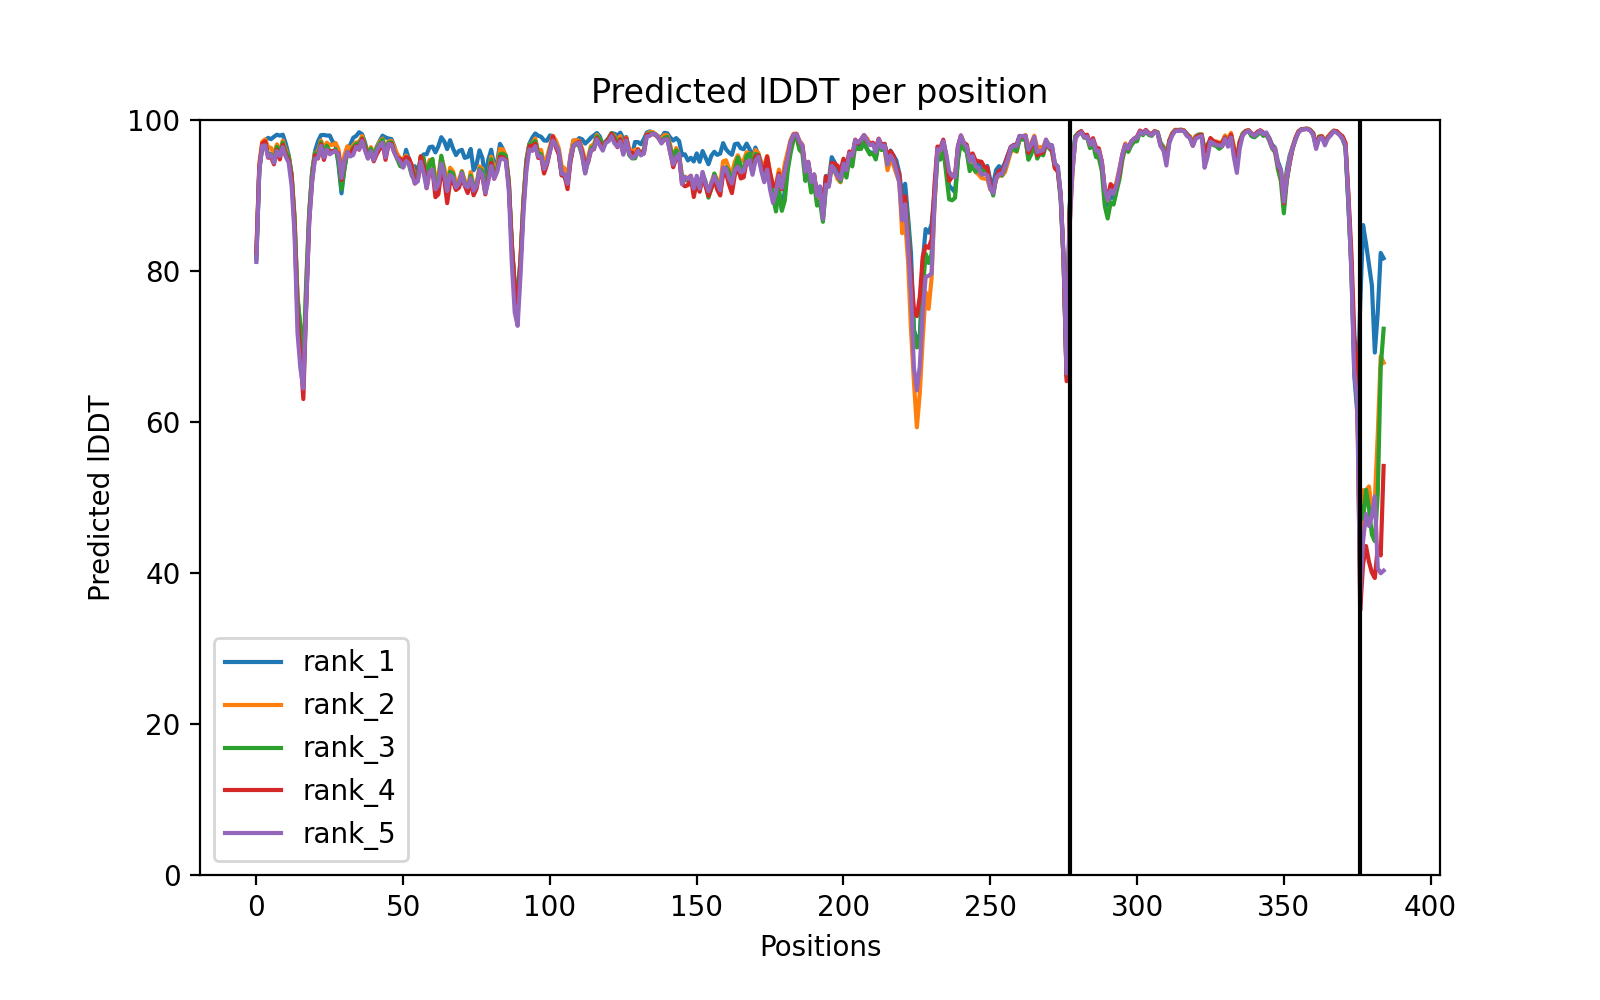 Predicted lDDT per position
100
80
60
40
20
0
Predicted lDDT
rank_1
rank_2
rank_3
rank_4
rank_5
0 50 100 150 200 250 300 350 400
Positions